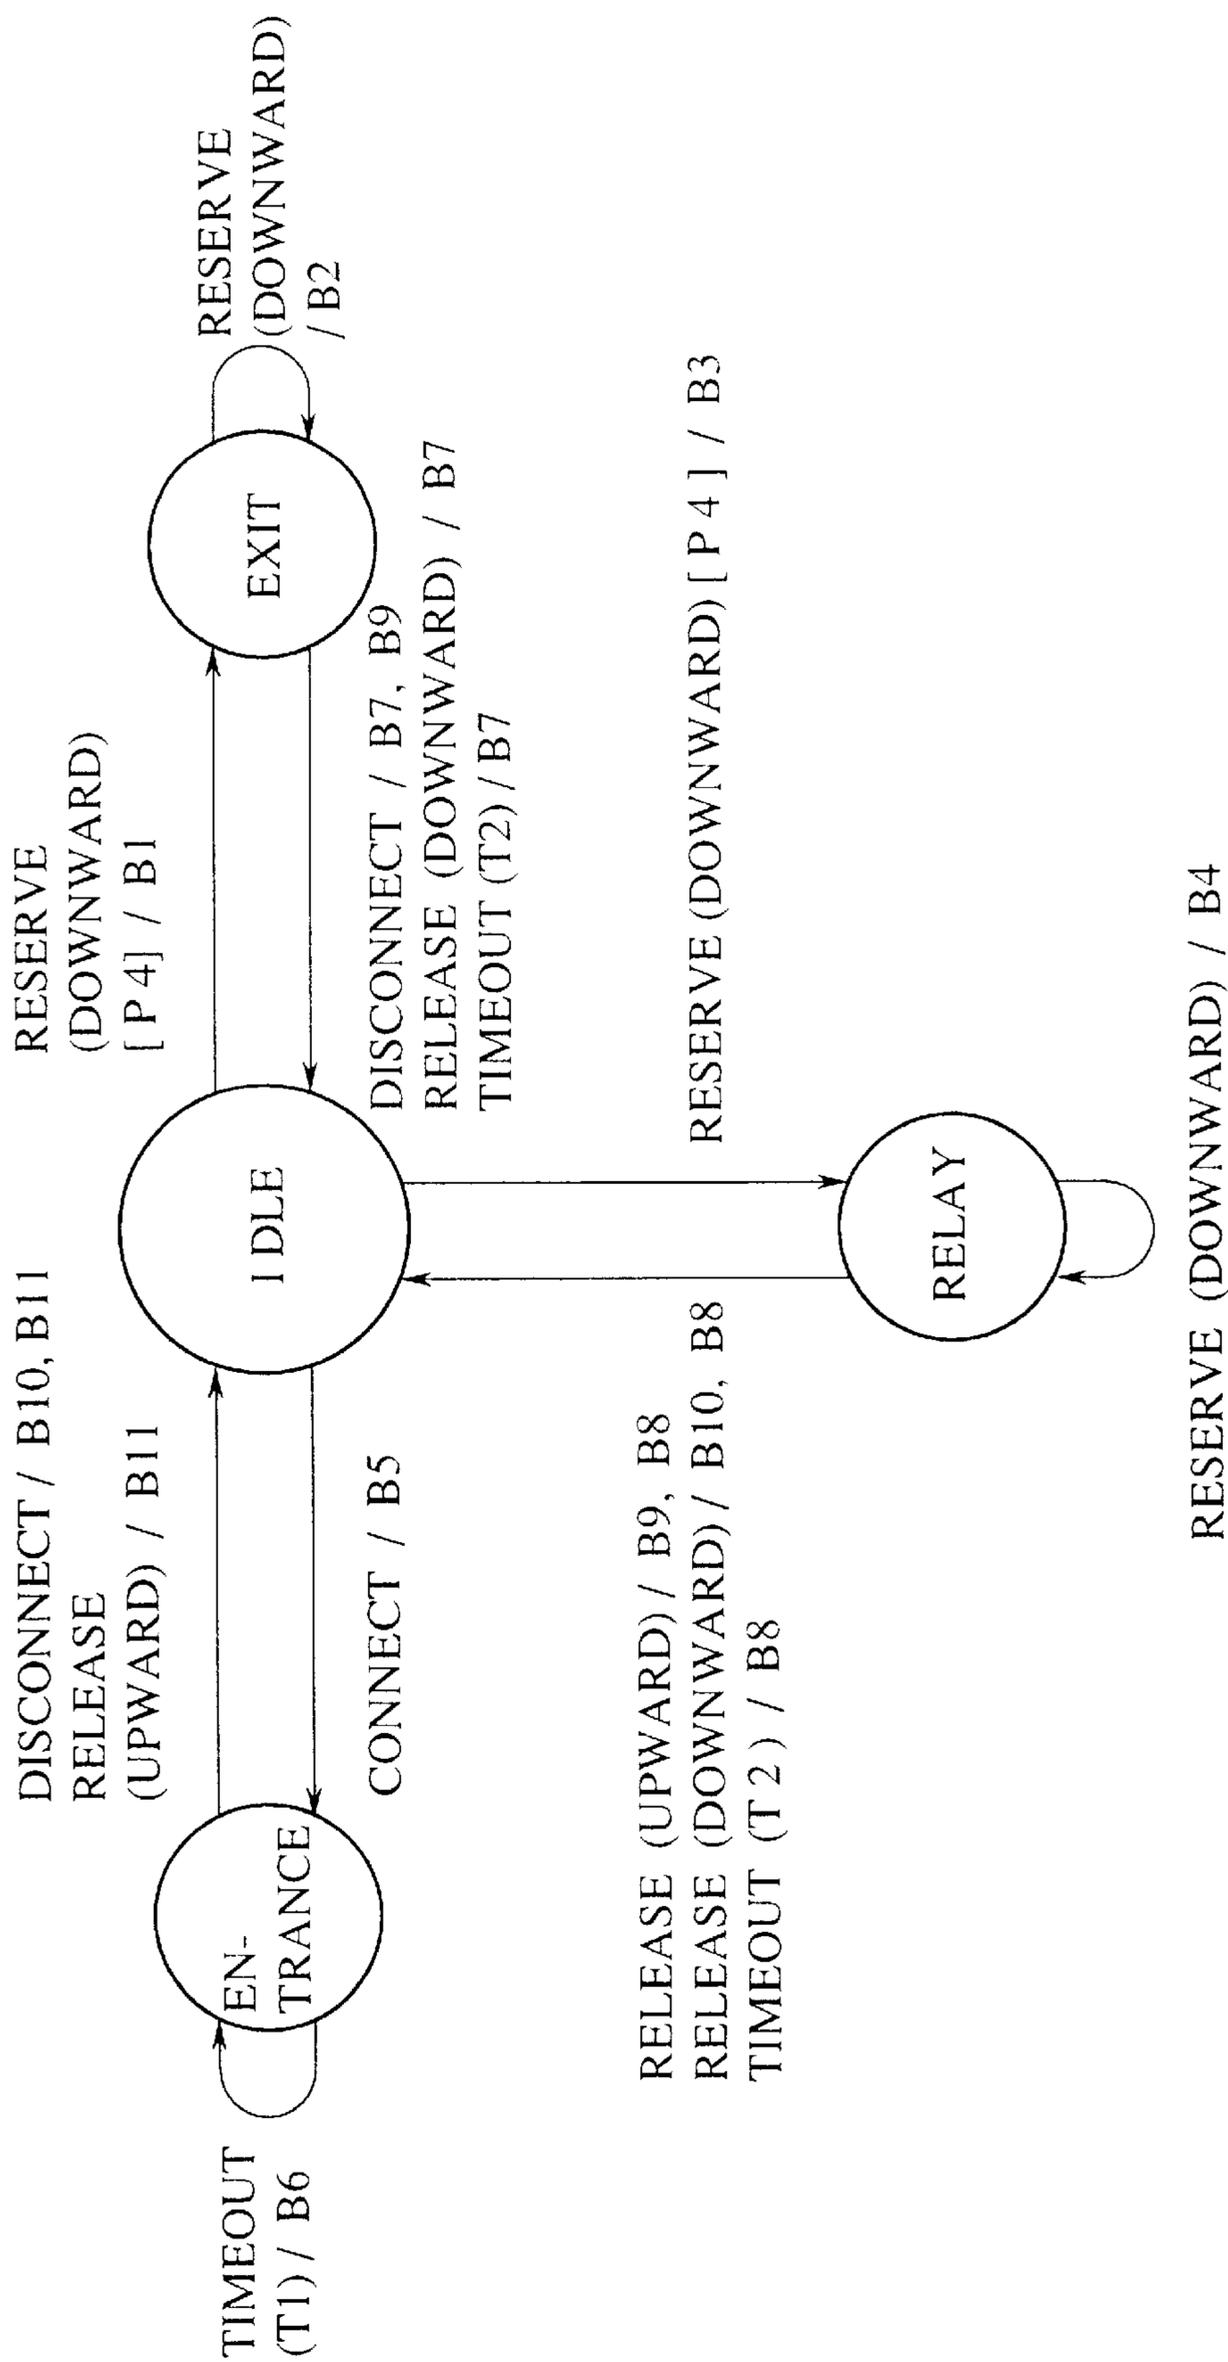 DISCONNECT / B10, B11
RELEASE
(UPWARD) / B11
RESERVE
(DOWNWARD)
[ P 4] / B1
TIMEOUT
(T1) / B6
EN-
TRANCE
IDLE
EXIT
RESERVE
(DOWNWARD)
/ B2
CONNECT / B5
DISCONNECT / B7, B9
RELEASE (DOWNWARD) / B7
TIMEOUT (T2) / B7
RELEASE (UPWARD) / B9, B8
RELEASE (DOWNWARD) / B10, B8
TIMEOUT (T 2 ) / B8
RESERVE (DOWNWARD) [ P 4 ] / B3
RELAY
RESERVE (DOWNWARD) / B4